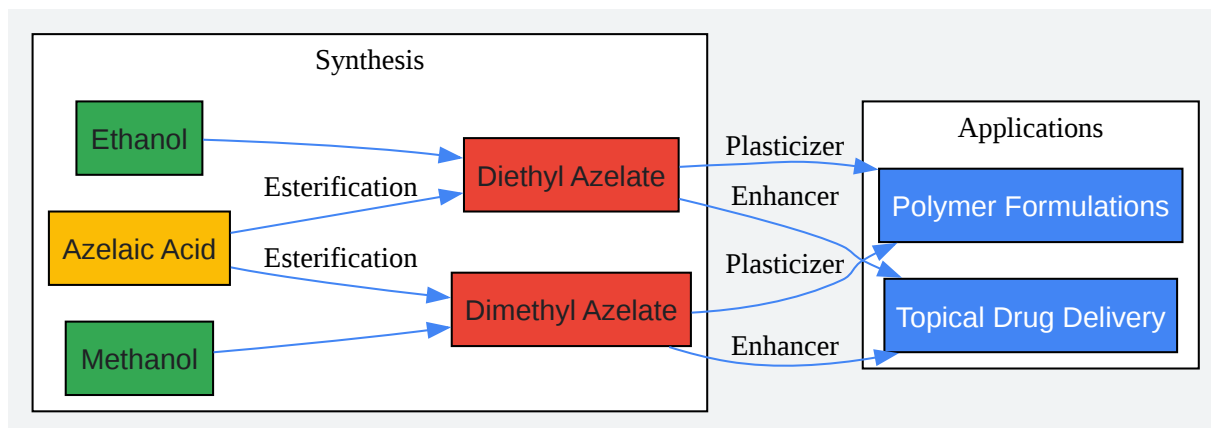 Synthesis
Ethanol
Esterification
Azelaic Acid
Esterification
Methanol
Diethyl Azelate
Dimethyl Azelate
Plasticizer
Enhancer
Plasticizer
Enhancer
Applications
Polymer Formulations
Topical Drug Delivery